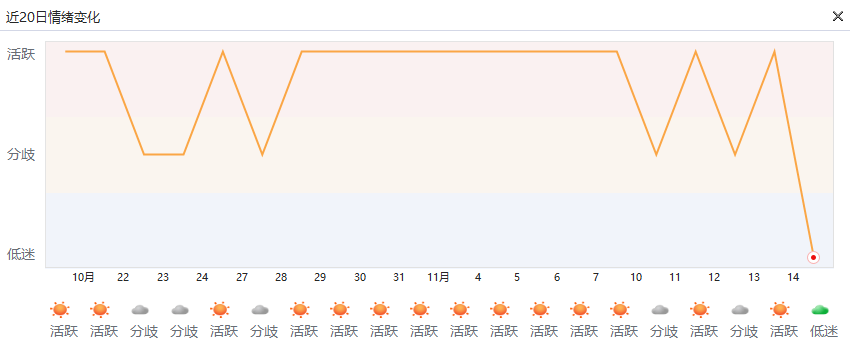 近20日情绪变化
活跃
分歧
低迷
10月 22 23 24 27 28 29 30 31 11月 4 5 6 7 10 11 12 13 14
活跃 活跃 分歧 分歧 活跃 分歧 活跃 活跃 活跃 活跃 活跃 活跃 活跃 活跃 活跃 分歧 活跃 分歧 活跃 低迷